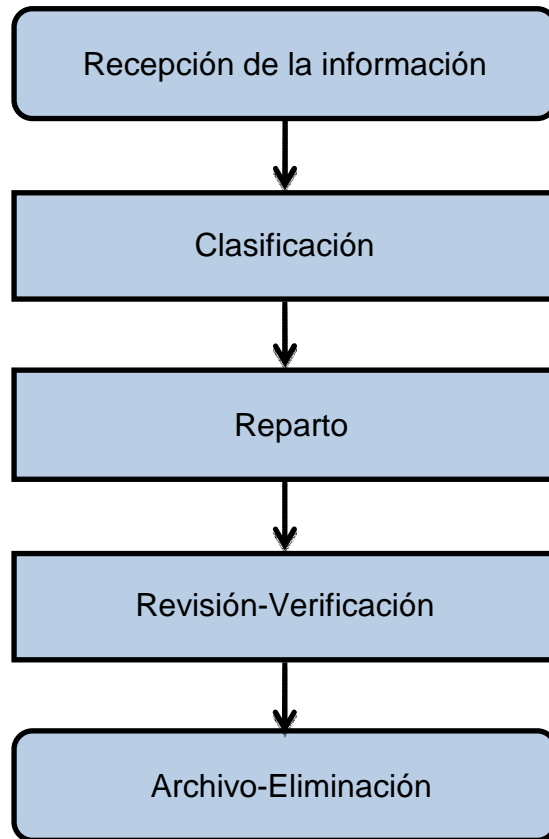 Recepción de la información
Clasificación
Reparto
Revisión-Verificación
Archivo-Eliminación